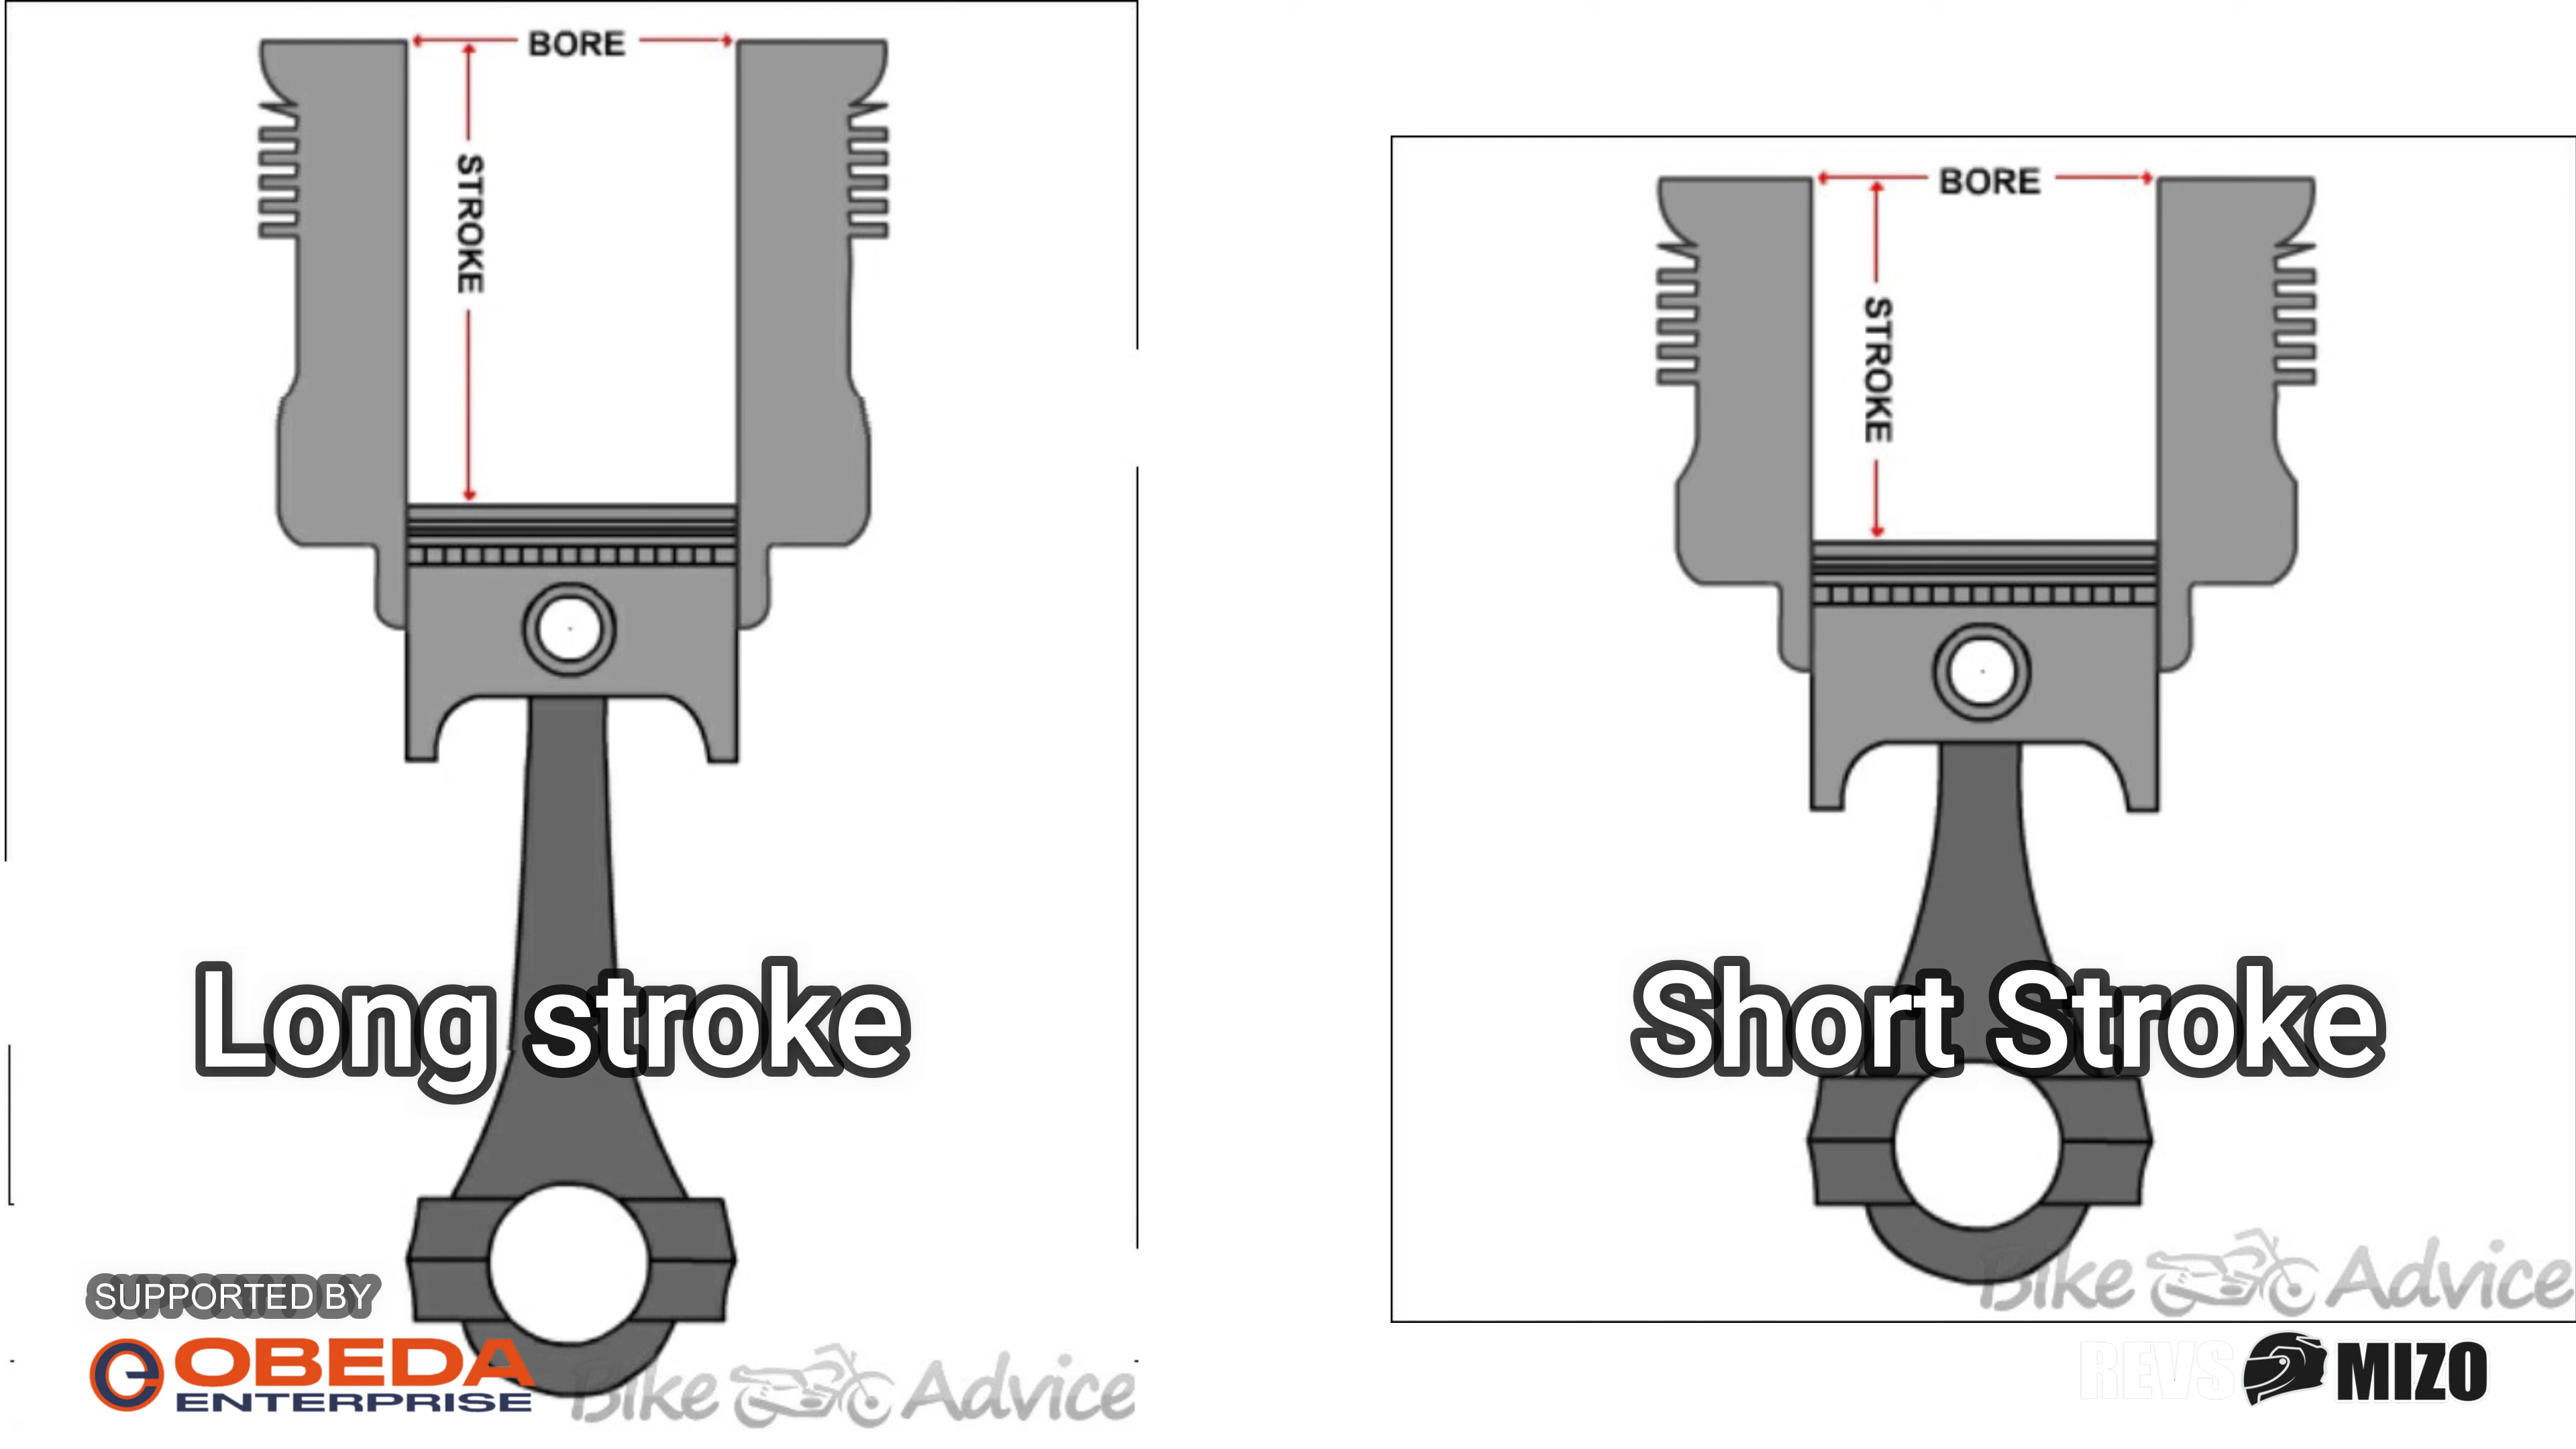 BORE
STROKE
Long stroke
SUPPORTED BY
OBEDA
ENTERPRISE
Bike Advice
BORE
STROKE
Short Stroke
Bike Advice
REVS MIZO